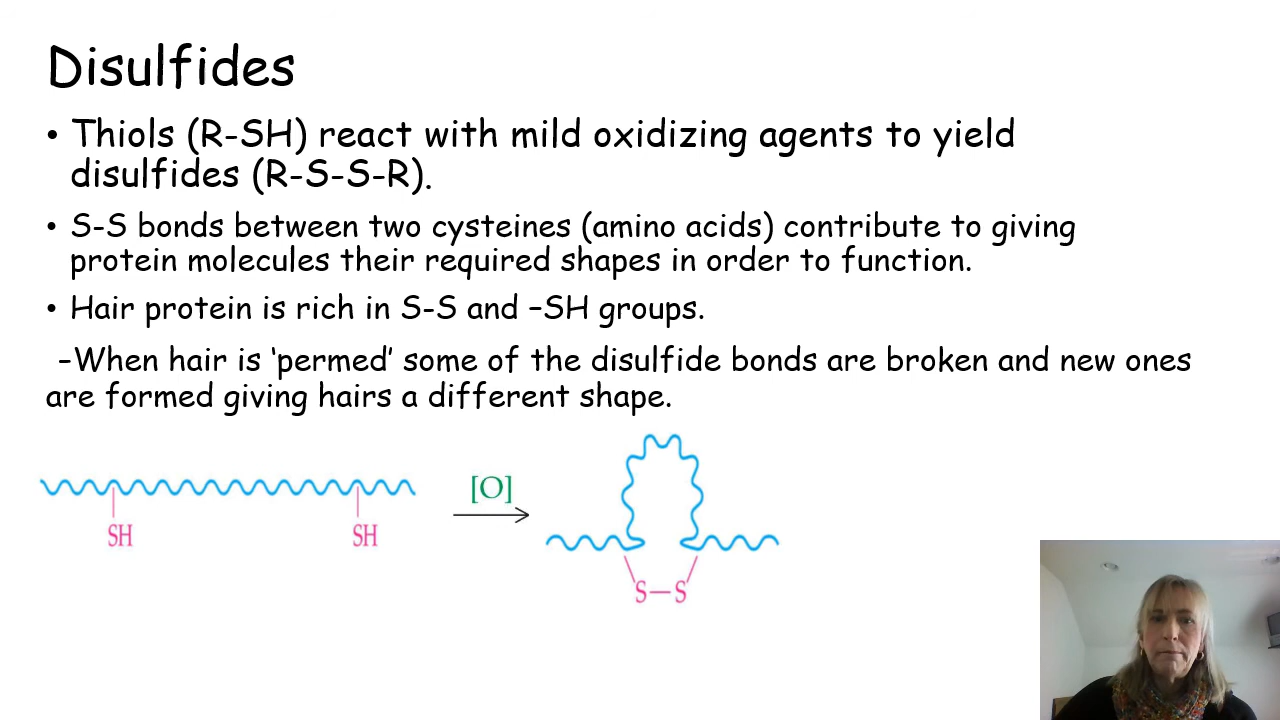 Disulfides
• Thiols (R-SH) react with mild oxidizing agents to yield
disulfides (R-S-S-R).
• S-S bonds between two cysteines (amino acids) contribute to giving
protein molecules their required shapes in order to function.
• Hair protein is rich in S-S and –SH groups.
–When hair is ‘permed’ some of the disulfide bonds are broken and new ones
are formed giving hairs a different shape.
[O]
SH SH
S—S